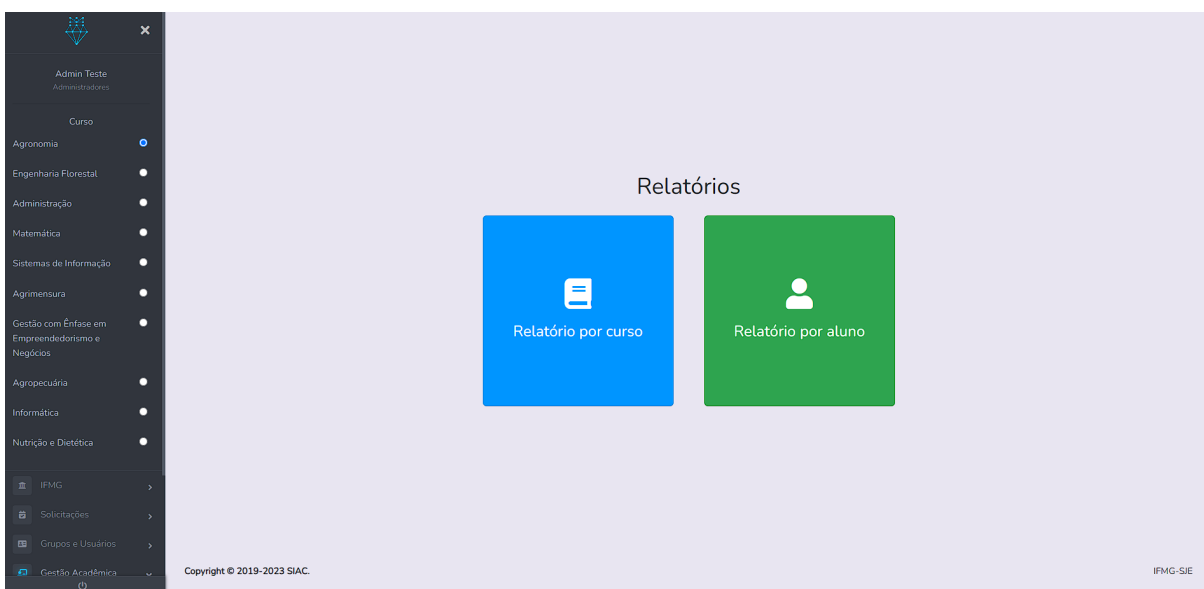 Admin Teste
Administradores
Curso
Agronomia
Engenharia Florestal
Administração
Matemática
Sistemas de Informação
Agrimensura
Gestão com Ênfase em
Empreendedorismo e
Negócios
Agropecuária
Informática
Nutrição e Dietética
IFMG
Solicitações
Grupos e Usuários
Gestão Acadêmica
Relatórios
Relatório por curso
Relatório por aluno
Copyright © 2019-2023 SIAC.
IFMG-SJE